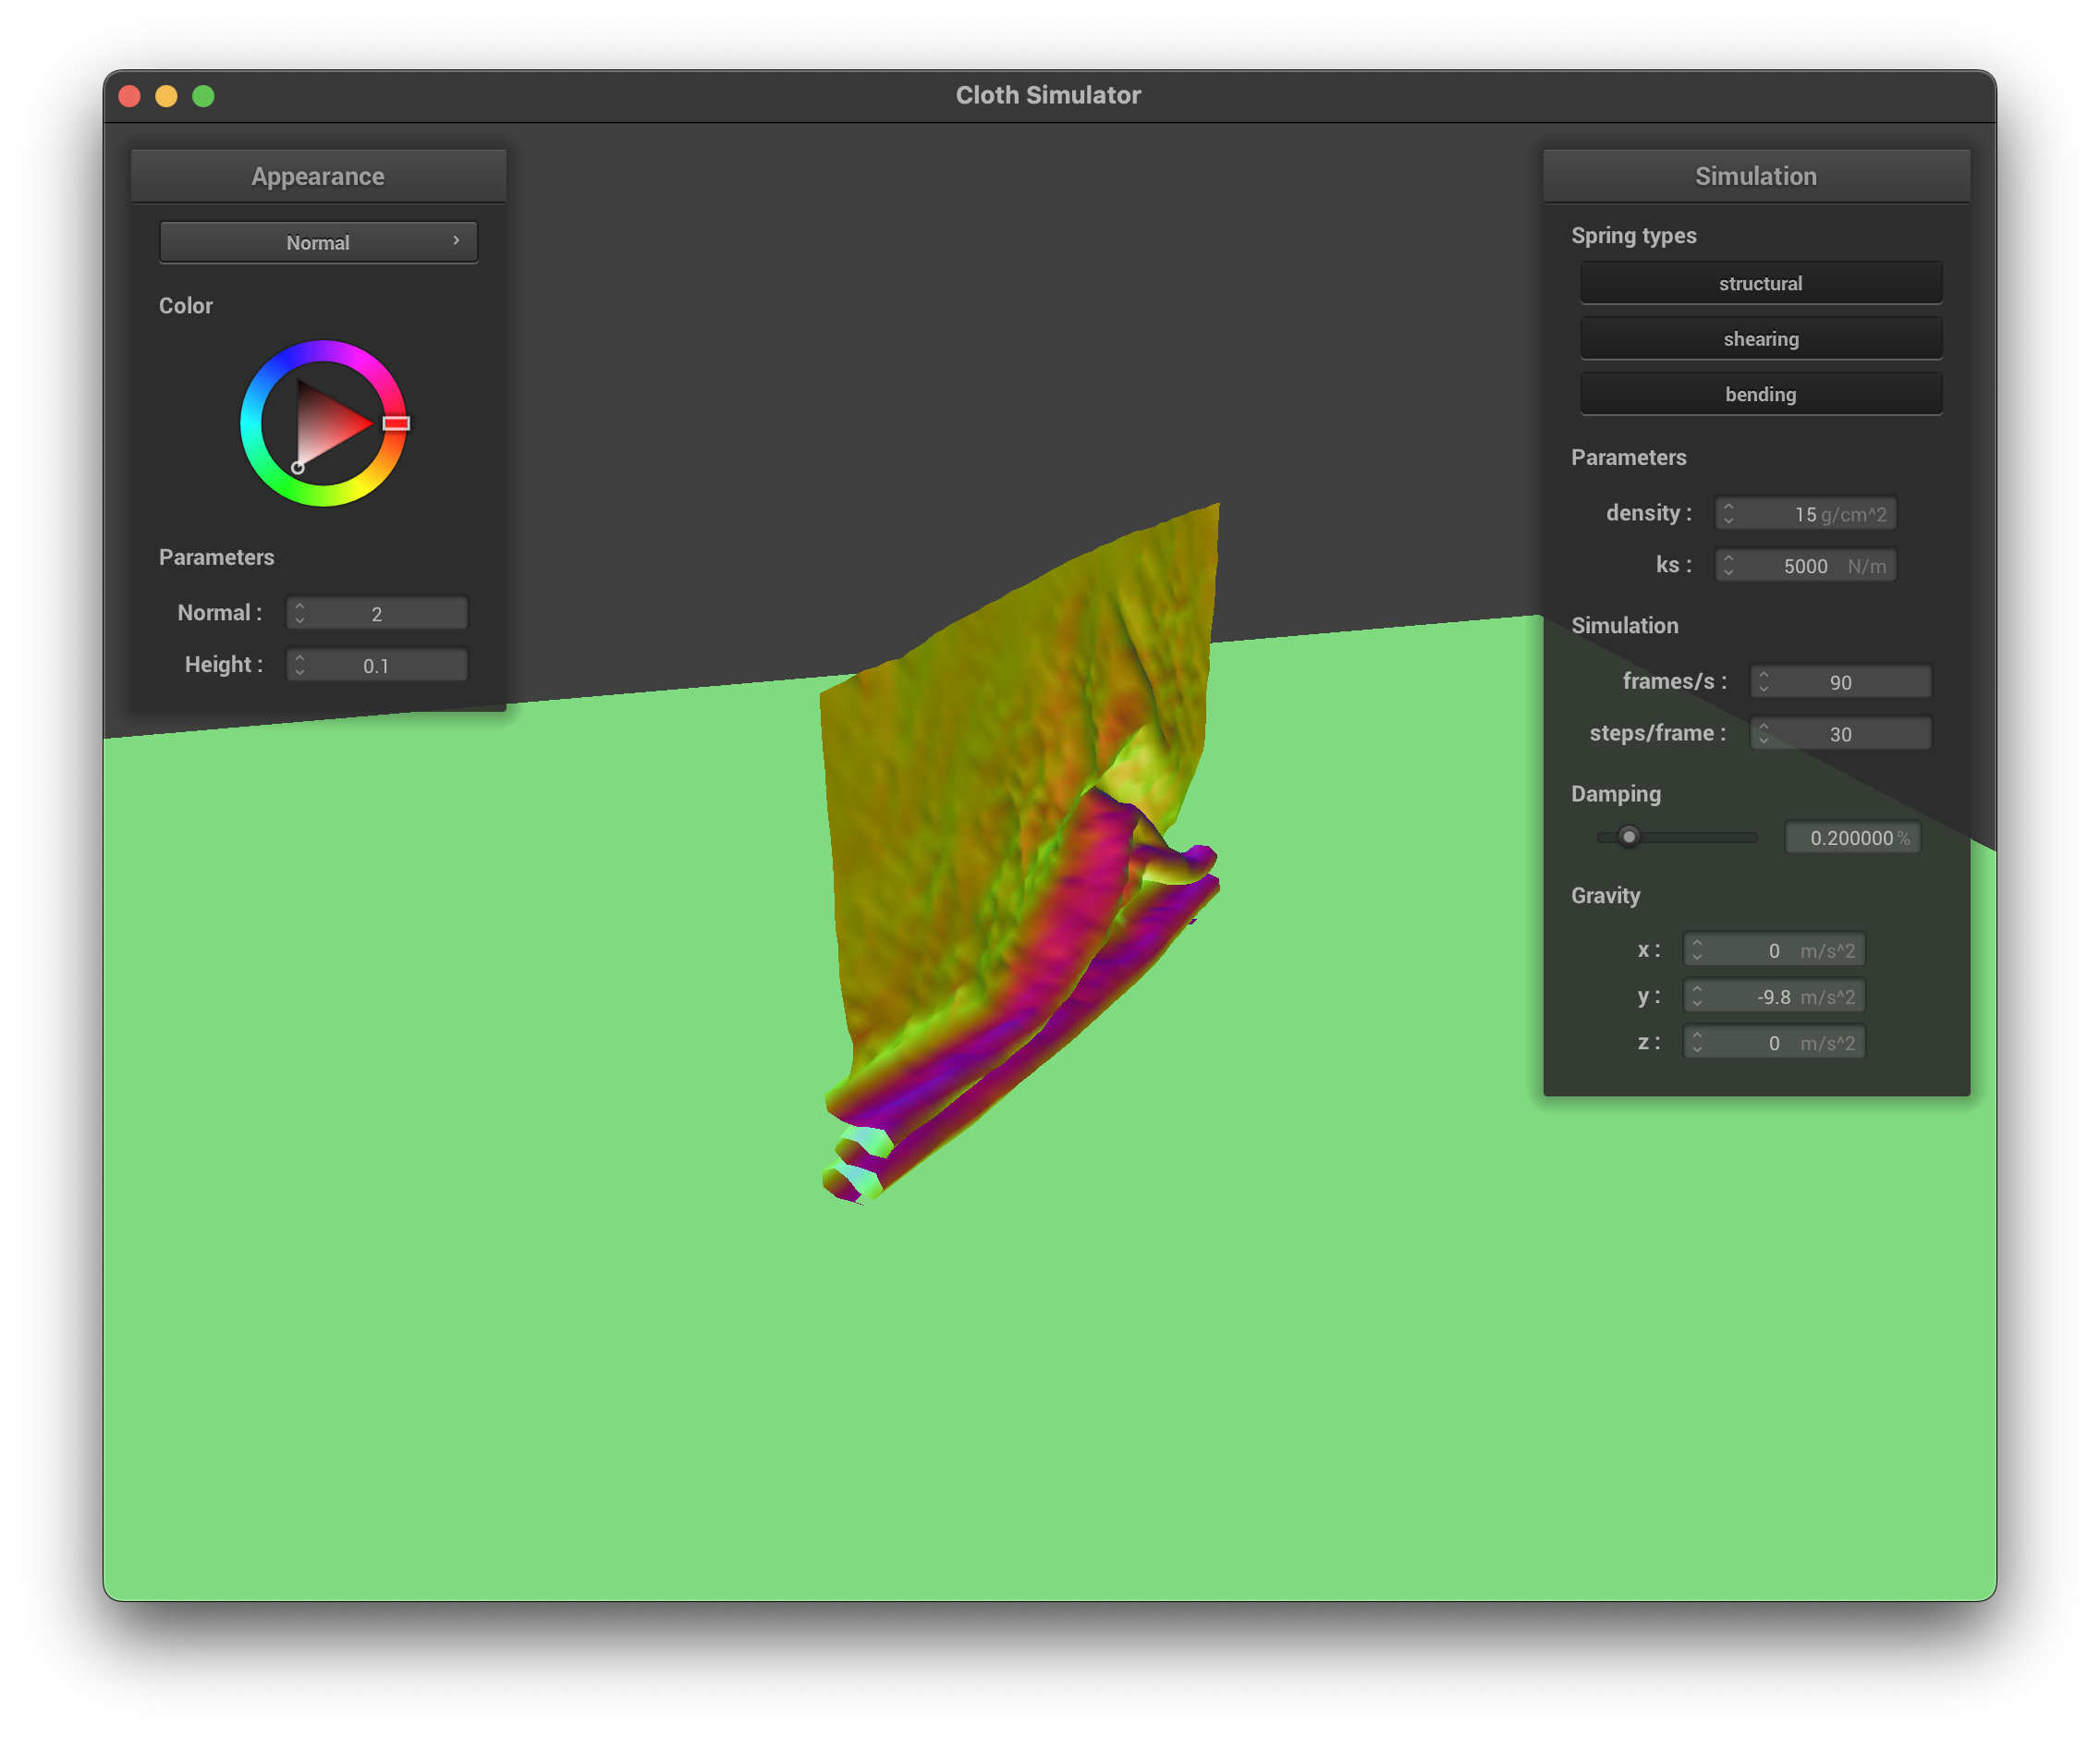 Cloth Simulator
Appearance
Normal
Color
Parameters
Normal : 2
Height : 0.1
Simulation
Spring types
structural
shearing
bending
Parameters
density : 15 g/cm^2
ks : 5000 N/m
Simulation
frames/s : 90
steps/frame : 30
Damping
0.200000 %
Gravity
x : 0 m/s^2
y : -9.8 m/s^2
z : 0 m/s^2